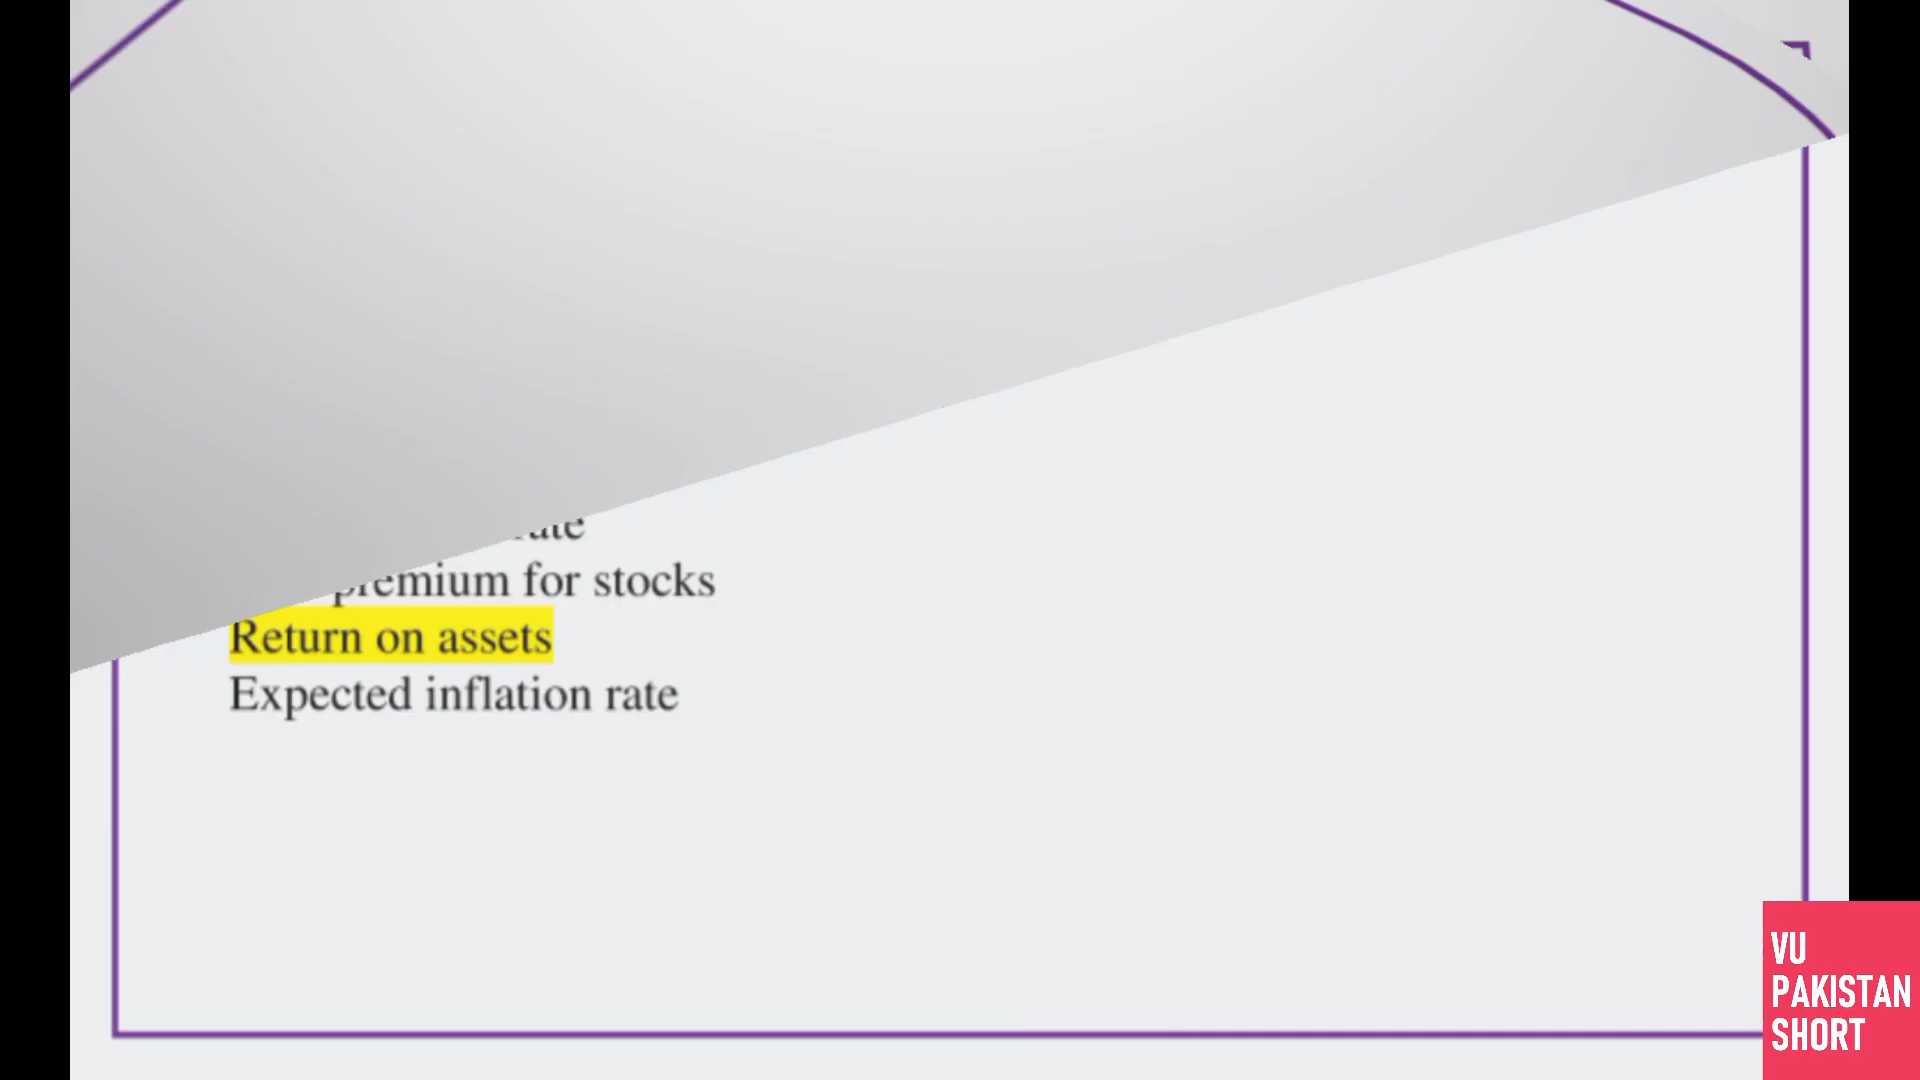 premium for stocks
Return on assets
Expected inflation rate
VU
PAKISTAN
SHORT